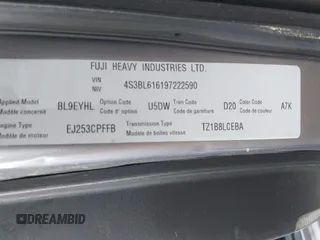 FUJI HEAVY INDUSTRIES LTD.
VIN
NIV
4S3BL616197222590
Applied Model BL9EYHL Option Code U5DW Trim Code D20 Color Code A7K
Modèle concerné Code d'option Code de garniture Code de couleur
Engine Type EJ253CPFFB Transmission Type TZ1B8LCEBA
Modèle de moteur Modèle de boîtes vitesse
DREAMBID